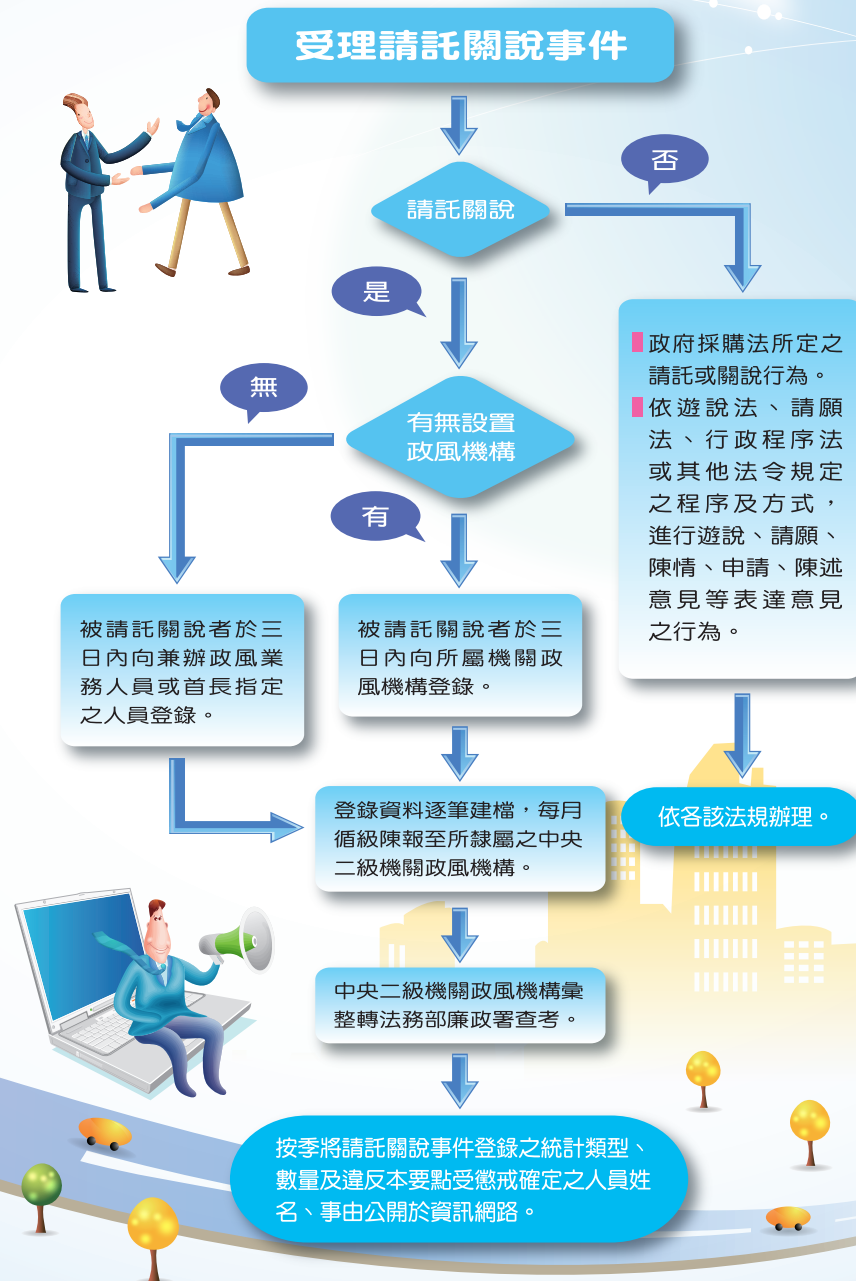 受理請託關說事件
請託關說
否
是
政府採購法所定之
請託或關說行為。
依遊說法、請願
法、行政程序法
或其他法令規定
之程序及方式，
進行遊說、請願、
陳情、申請、陳述
意見等表達意見
之行為。
無
有無設置
政風機構
有
被請託關說者於三
日內向兼辦政風業
務人員或首長指定
之人員登錄。
被請託關說者於三
日內向所屬機關政
風機構登錄。
登錄資料逐筆建檔，每月
循級陳報至所隸屬之中央
二級機關政風機構。
依各該法規辦理。
中央二級機關政風機構彙
整轉法務部廉政署查考。
按季將請託關說事件登錄之統計類型、
數量及違反本要點受懲戒確定之人員姓
名、事由公開於資訊網路。